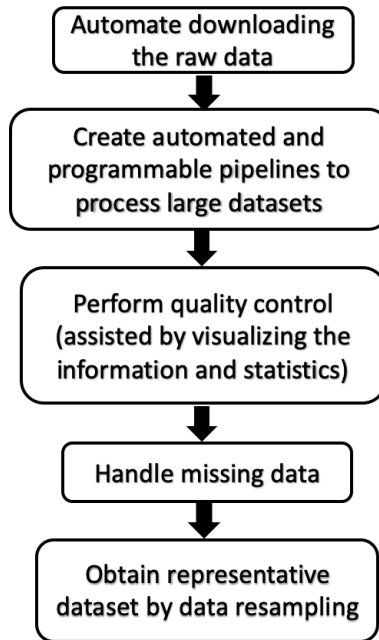 Automate downloading
the raw data
Create automated and
programmable pipelines to
process large datasets
Perform quality control
(assisted by visualizing the
information and statistics)
Handle missing data
Obtain representative
dataset by data resampling